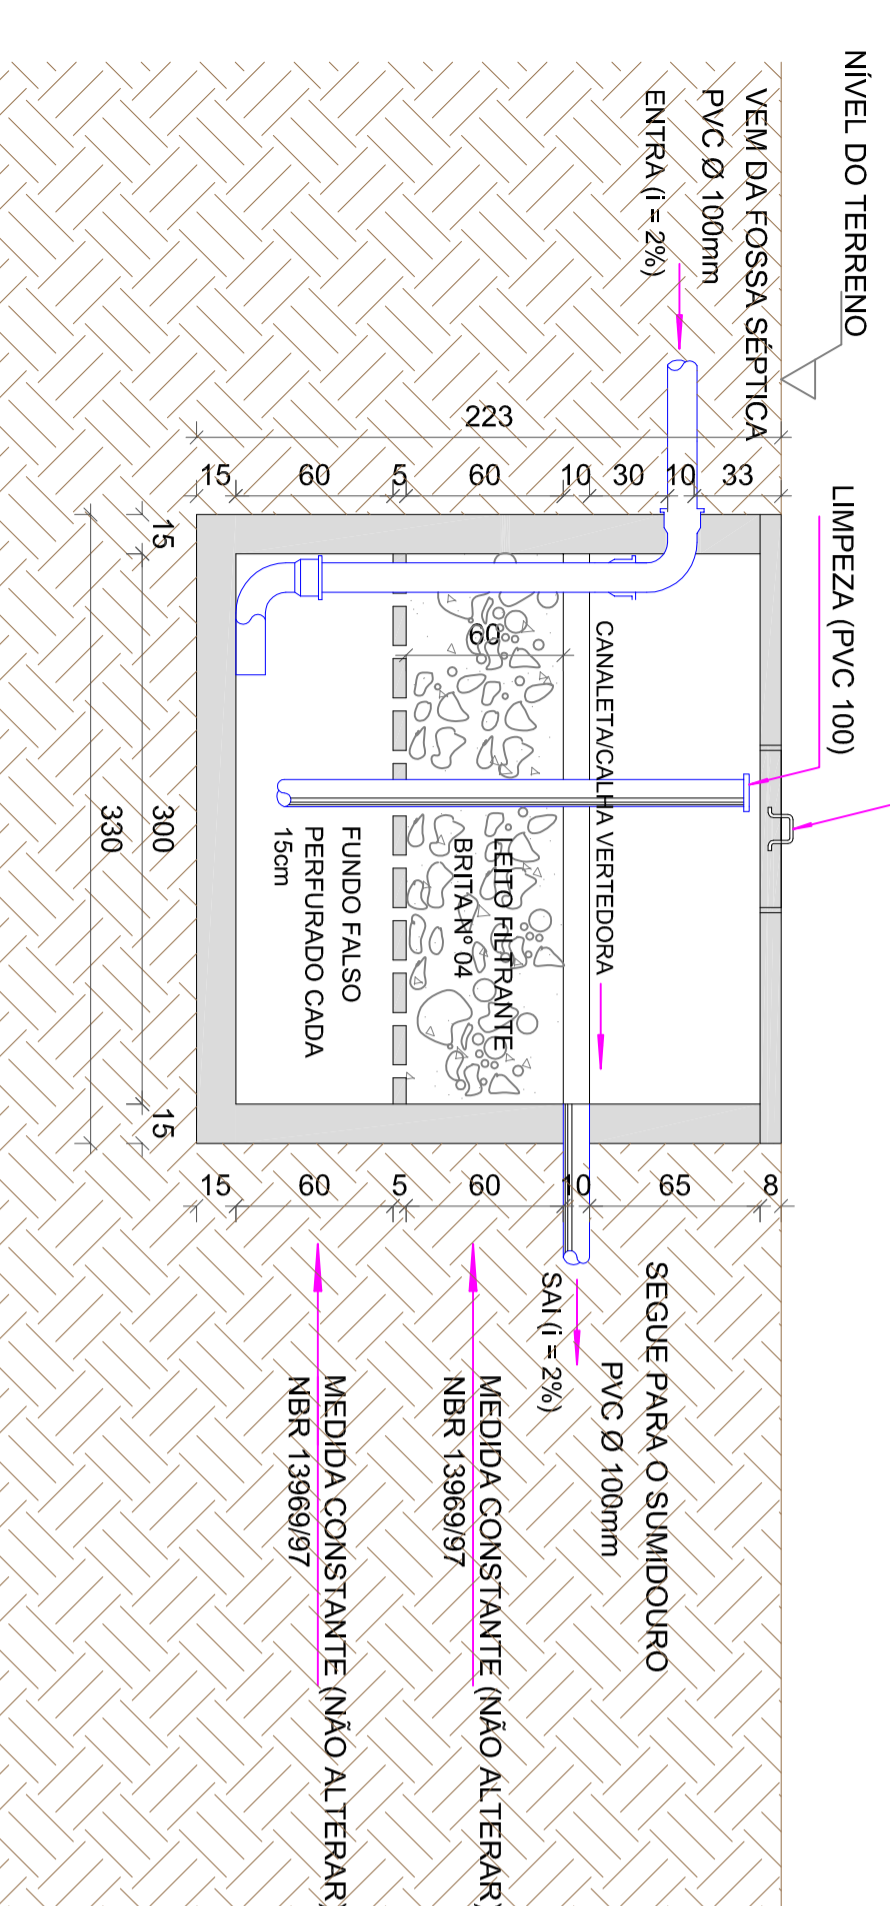 NÍVEL DO TERRENO
VEM DA FOSSA SÉPTICA
PVC Ø 100mm
ENTRA (i = 2%)
LIMPEZA (PVC 100)
223
15
60
5
60
10
30
10
33
60
CANALETA/CALHA VERTEDORA
LEITO FILTRANTE
BRITA Nº 04
FUNDO FALSO
PERFURADO CADA
15cm
15
300
15
330
15
60
5
60
10
65
8
SEGUE PARA O SUMIDOURO
PVC Ø 100mm
SAI (i = 2%)
MEDIDA CONSTANTE (NÃO ALTERAR)
NBR 13969/97
MEDIDA CONSTANTE (NÃO ALTERAR)
NBR 13969/97